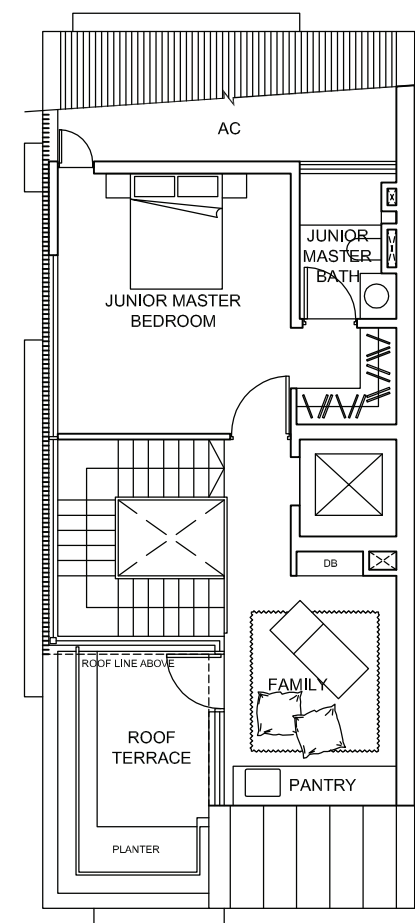 AC
JUNIOR
MASTER
BATH
JUNIOR MASTER
BEDROOM
DB
ROOF LINE ABOVE
FAMILY
ROOF
TERRACE
PANTRY
PLANTER